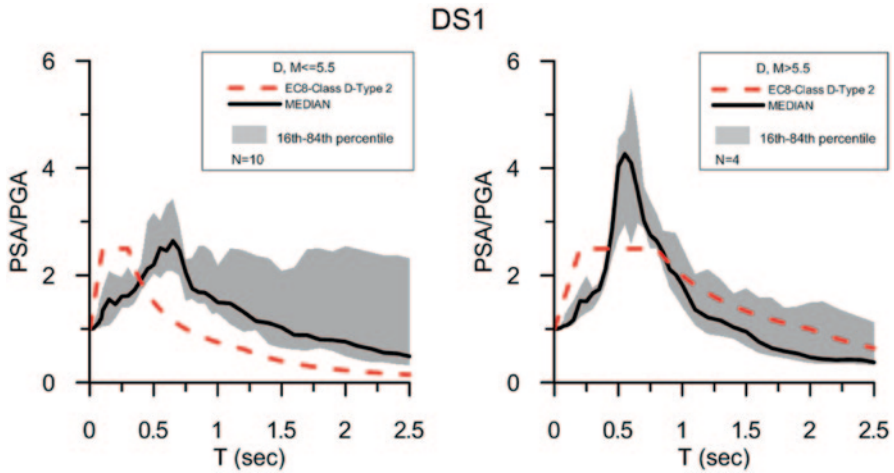 DS1
6
4
2
0
PSA/PGA
D, M<=5.5
EC8-Class D-Type 2
MEDIAN
16th-84th percentile
N=10
0 0.5 1 1.5 2 2.5
T (sec)
6
4
2
0
PSA/PGA
D, M>5.5
EC8-Class D-Type 2
MEDIAN
16th-84th percentile
N=4
0 0.5 1 1.5 2 2.5
T (sec)